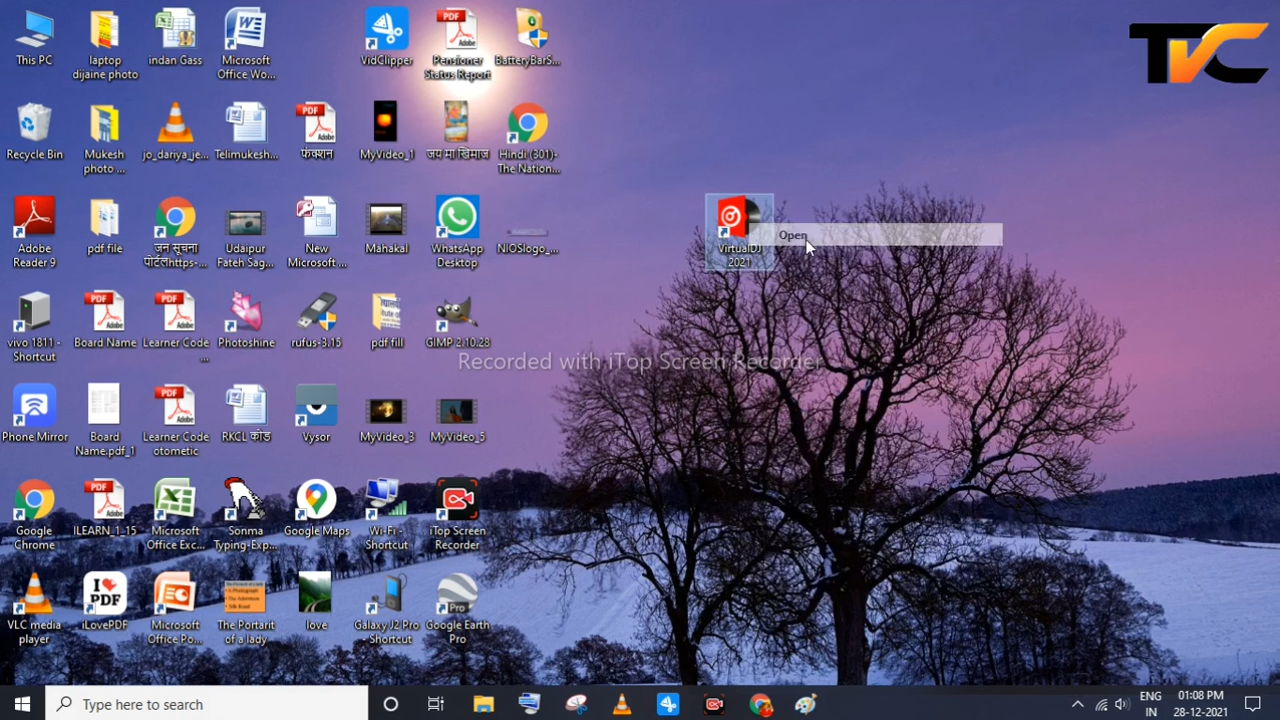 TVC
This PC
laptop
dijaine photo
indan Gass
Microsoft
Office Wo...
VidClipper
Pensioner
Status Report
BatteryBarS...
Recycle Bin
Mukesh
photo ...
jo_dariya_je...
Telimukesh...
फेक्शन
MyVideo_1
जय मा खिमाज
Hindi (301)-
The Nation...
Adobe
Reader 9
pdf file
जन सूचना
पोर्टलhttps-...
Udaipur
Fateh Sag...
New
Microsoft ...
Mahakal
WhatsApp
Desktop
NIOSlogo_...
VirtualDJ
2021
Open
vivo 1811 -
Shortcut
Board Name
Learner Code
...
Photoshine
rufus-3.15
pdf fill
GIMP 2.10.28
Recorded with iTop Screen Recorder
Phone Mirror
Board
Name.pdf_1
Learner Code
otometic
RKCL कोड
Vysor
MyVideo_3
MyVideo_5
Google
Chrome
ILEARN_1_15
Microsoft
Office Exc...
Sonma
Typing-Exp...
Google Maps
Wi-Fi -
Shortcut
iTop Screen
Recorder
VLC media
player
iLovePDF
Microsoft
Office Po...
The Portarit
of a lady
love
Galaxy J2 Pro
- Shortcut
Google Earth
Pro
Type here to search
ENG
IN
01:08 PM
28-12-2021